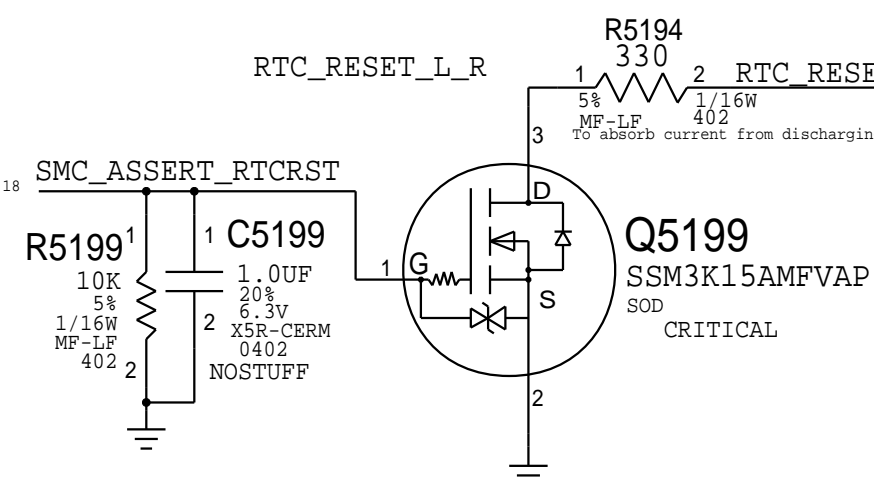 R5194
330
RTC_RESET_L_R
1
2
RTC_RESE
5%
1/16W
MF-LF
402
To absorb current from dischargin
3
18
SMC_ASSERT_RTCRST
D
R5199
1
1
C5199
Q5199
1
G
10K
1.0UF
SSM3K15AMFVAP
5%
20%
S
SOD
1/16W
6.3V
MF-LF
2
X5R-CERM
CRITICAL
402
2
0402
NOSTUFF
2